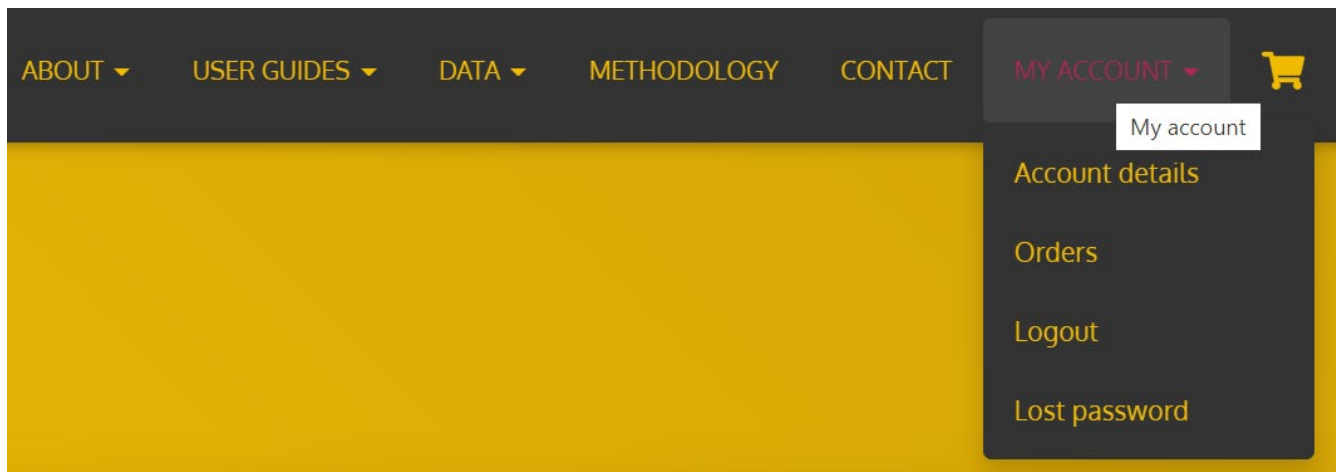 ABOUT USER GUIDES DATA METHODOLOGY CONTACT MY ACCOUNT
My account
Account details
Orders
Logout
Lost password